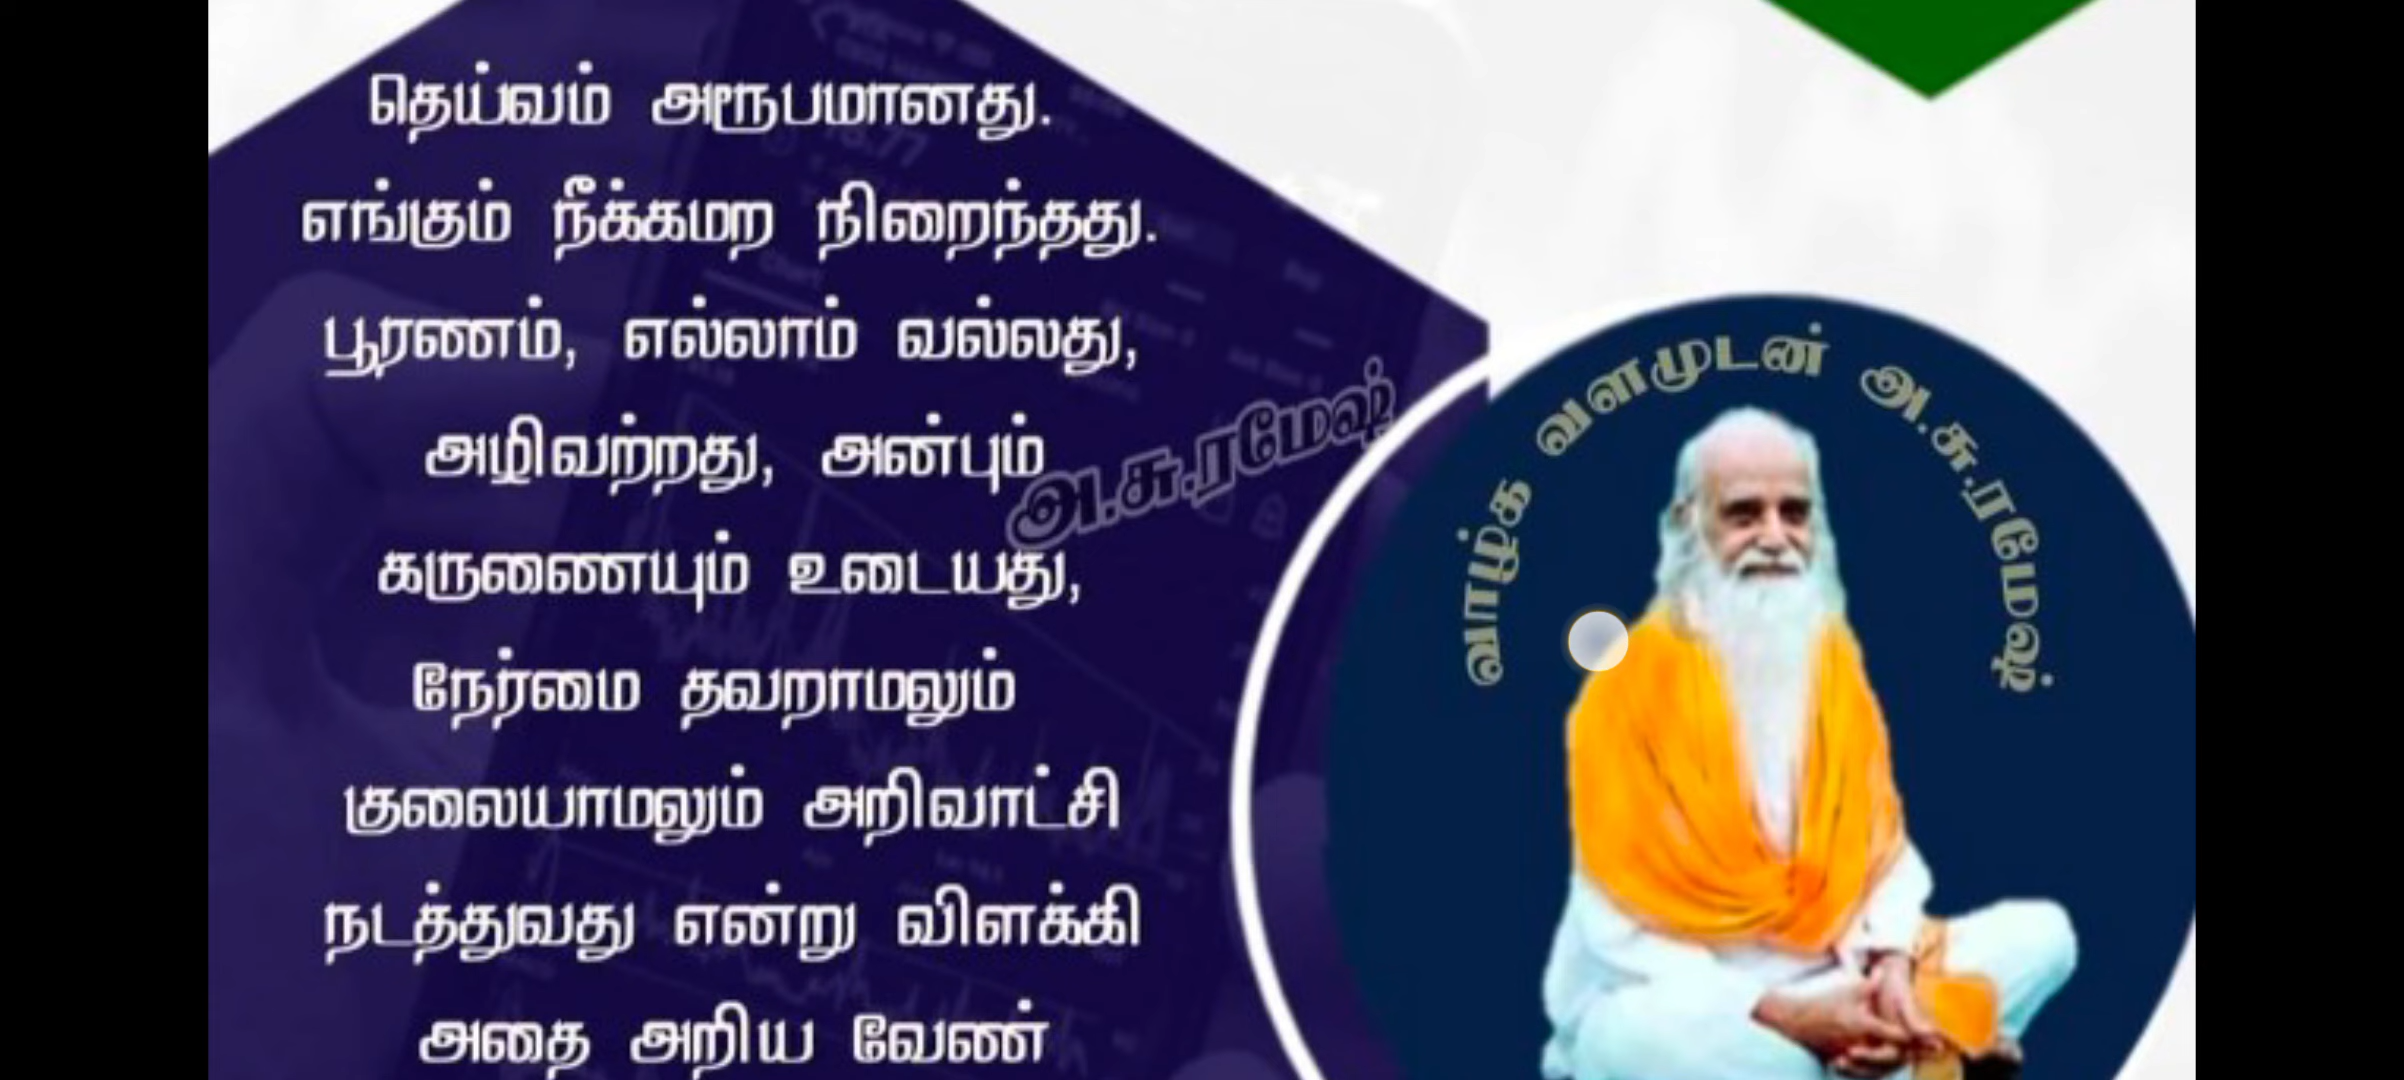 தெய்வம் அரூபமானது.
எங்கும் நீக்கமற நிறைந்தது.
பூரணம், எல்லாம் வல்லது,
அழிவற்றது, அன்பும்
கருணையும் உடையது,
நேர்மை தவறாமலும்
குலையாமலும் அறிவாட்சி
நடத்துவது என்று விளக்கி
அதை அறிய வேண்
அ.சு.ரமேஷ்
வாழ்க வளமுடன் அ.சு.ரமேஷ்